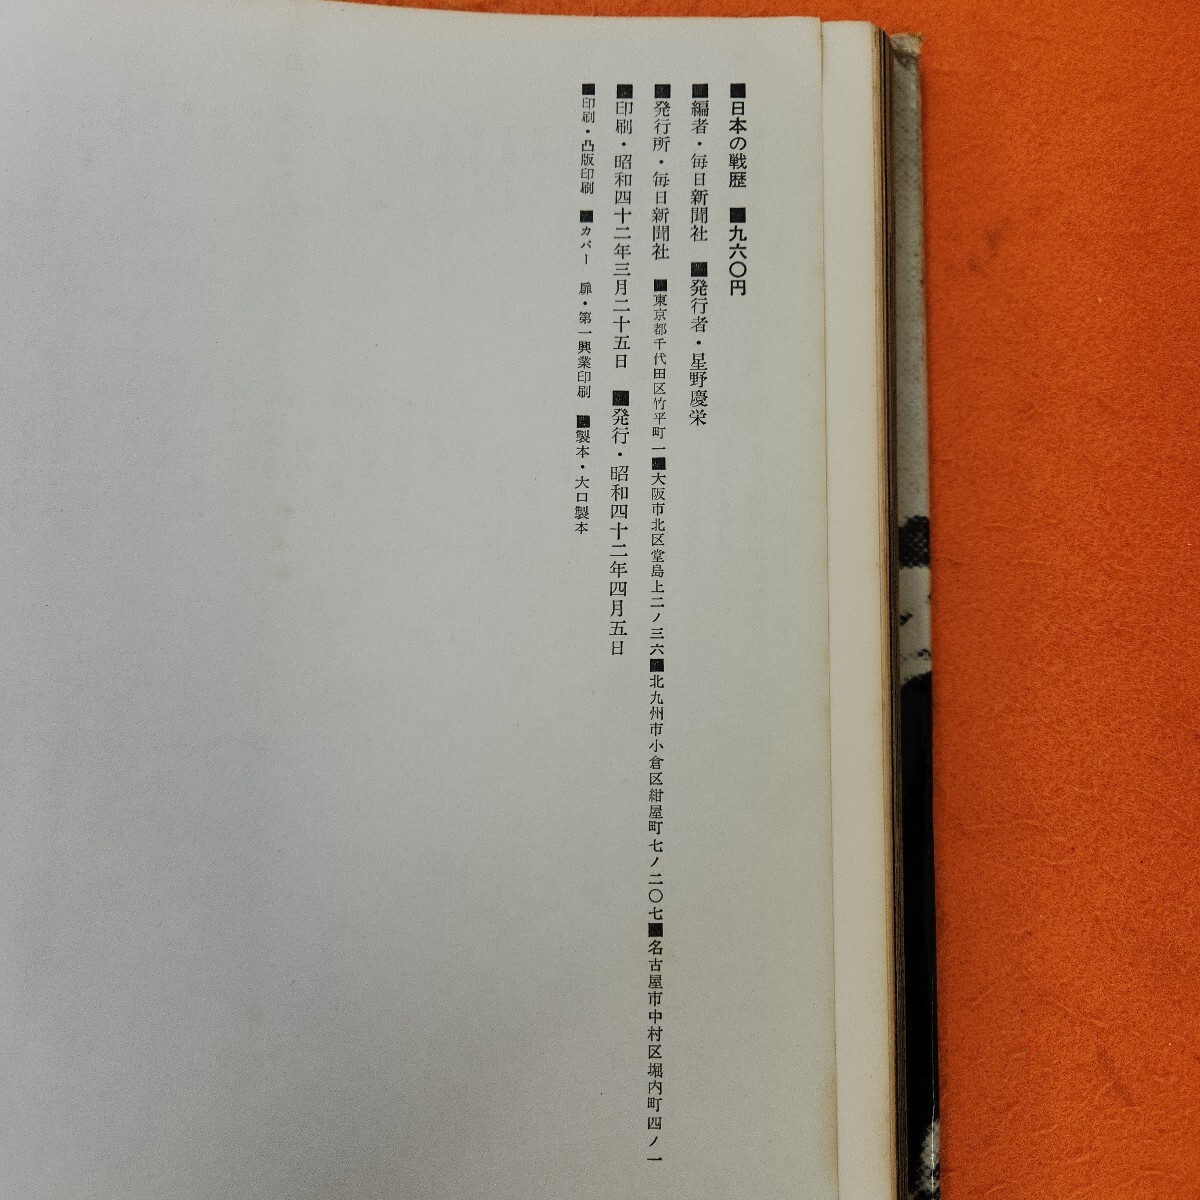 ■日本の戦歴 ■九六〇円
■編者・毎日新聞社 ■発行者・星野慶栄
■発行所・毎日新聞社 ■東京都千代田区竹平町一■大阪市北区堂島上二ノ三六■北九州市小倉区紺屋町七ノ二〇七■名古屋市中村区堀内町四ノ一
■印刷・昭和四十二年三月二十五日 ■発行・昭和四十二年四月五日
■印刷・凸版印刷 ■カバー 扉・第一興業印刷 ■製本・大口製本